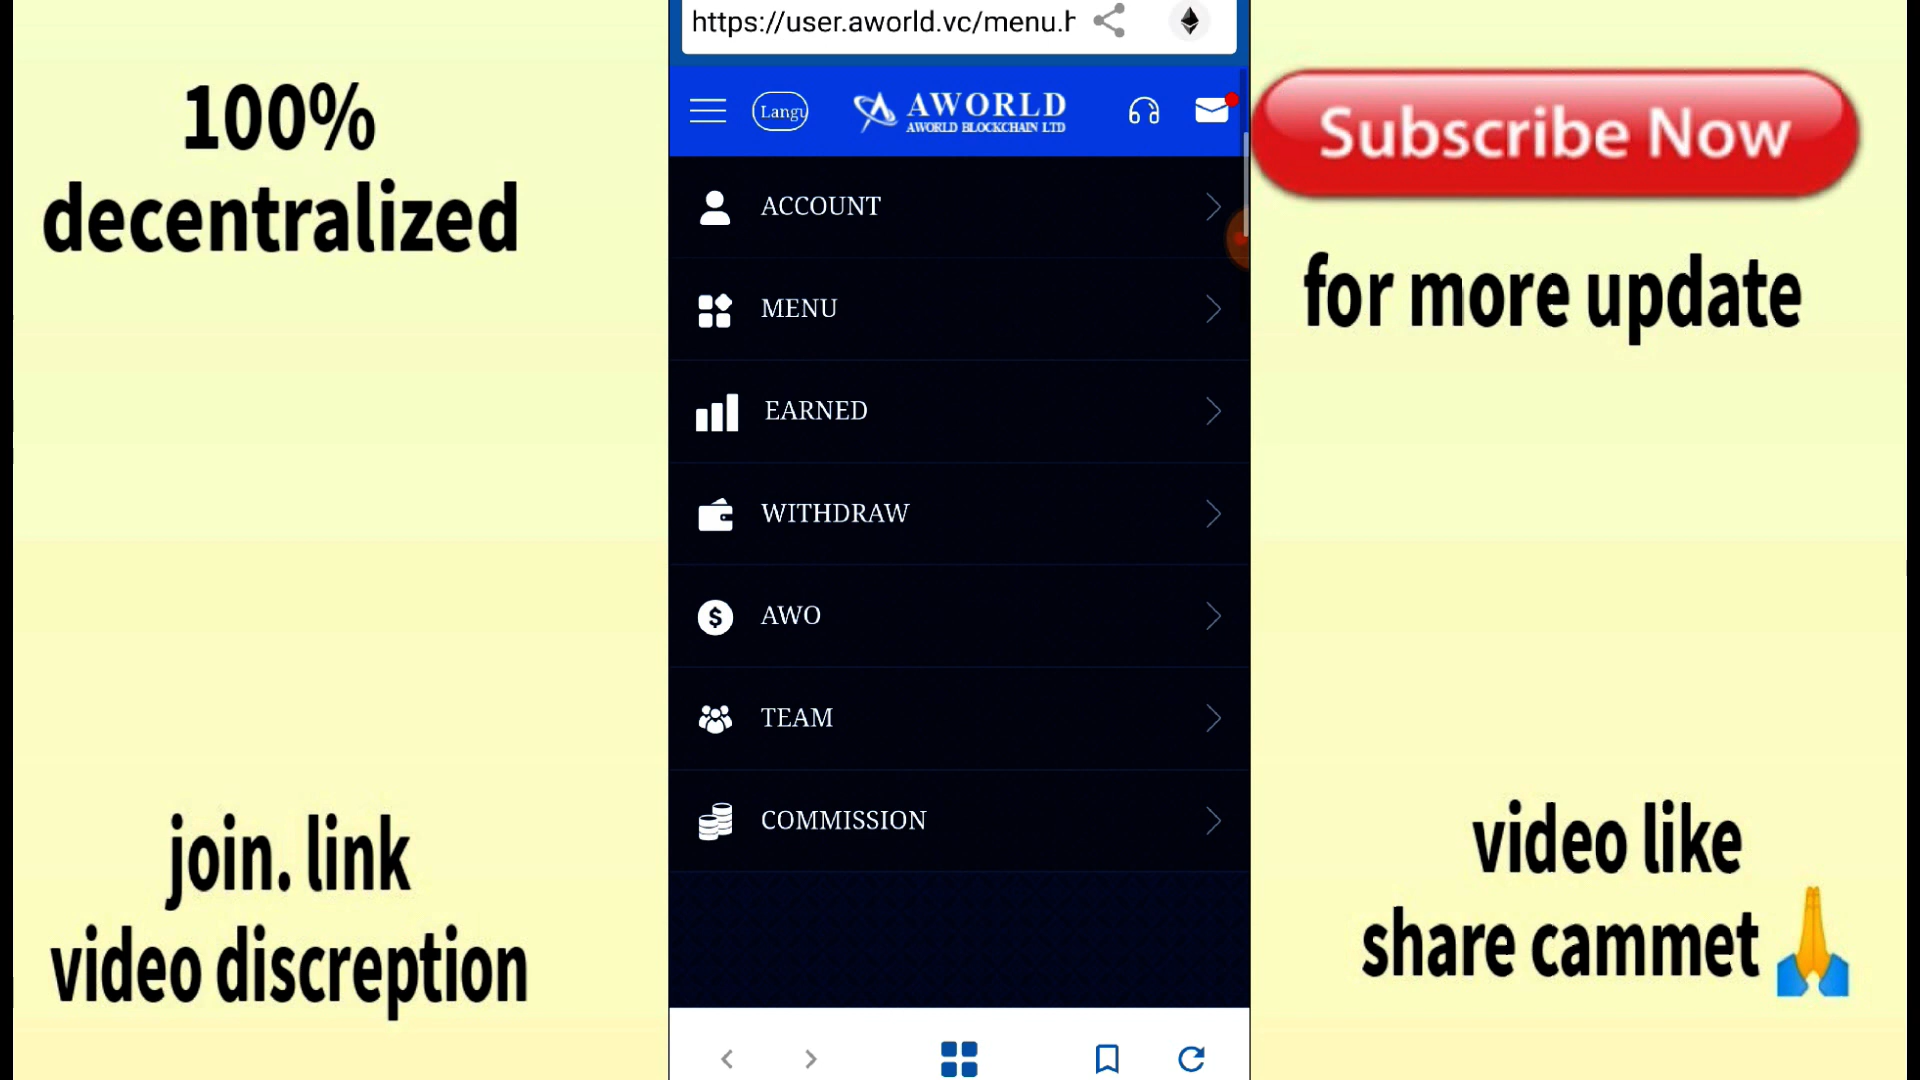 100%
decentralized
join. link
video discreption
https://user.aworld.vc/menu.h
Langu
AWORLD
AWORLD BLOCKCHAIN LTD
ACCOUNT
MENU
EARNED
WITHDRAW
AWO
TEAM
COMMISSION
Subscribe Now
for more update
video like
share cammet